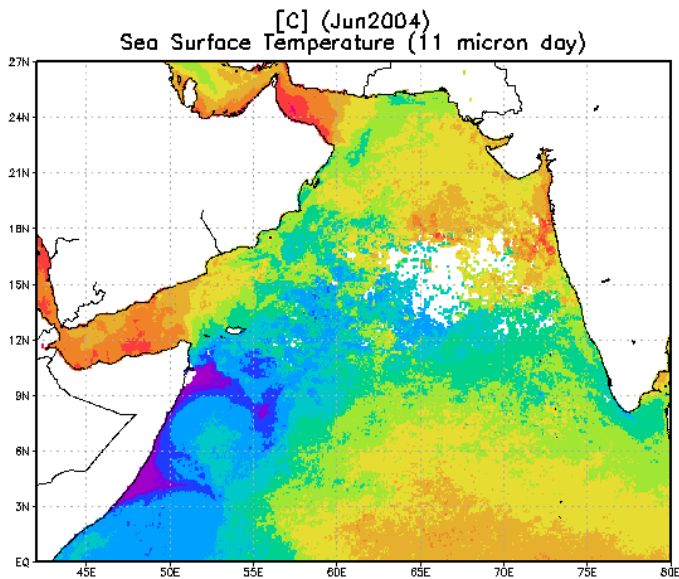 [C] (Jun2004)
Sea Surface Temperature (11 micron day)
27N
24N
21N
18N
15N
12N
9N
6N
3N
EQ
45E 50E 55E 60E 65E 70E 75E 80E